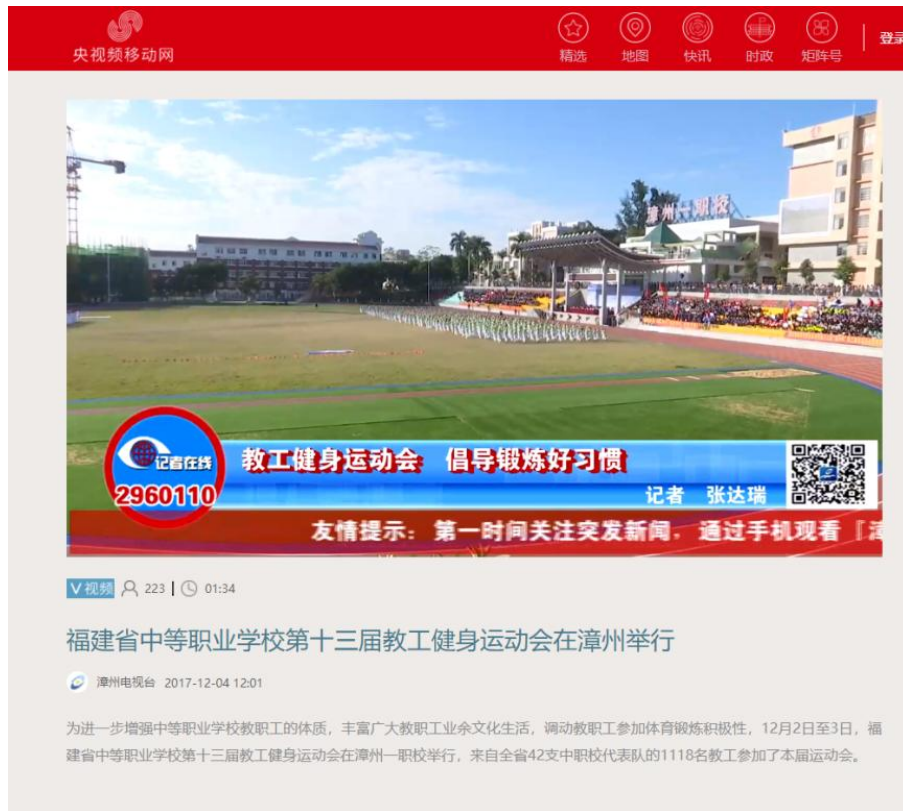 央视频移动网
精选
地图
快讯
时政
矩阵号
登录
漳州一职校
记者在线
2960110
教工健身运动会 倡导锻炼好习惯
记者 张达瑞
友情提示：第一时间关注突发新闻，通过手机观看『漳
V视频 223 01:34
福建省中等职业学校第十三届教工健身运动会在漳州举行
漳州电视台 2017-12-04 12:01
为进一步增强中等职业学校教职工的体质，丰富广大教职工业余文化生活，调动教职工参加体育锻炼积极性，12月2日至3日，福
建省中等职业学校第十三届教工健身运动会在漳州一职校举行，来自全省42支中职校代表队的1118名教工参加了本届运动会。